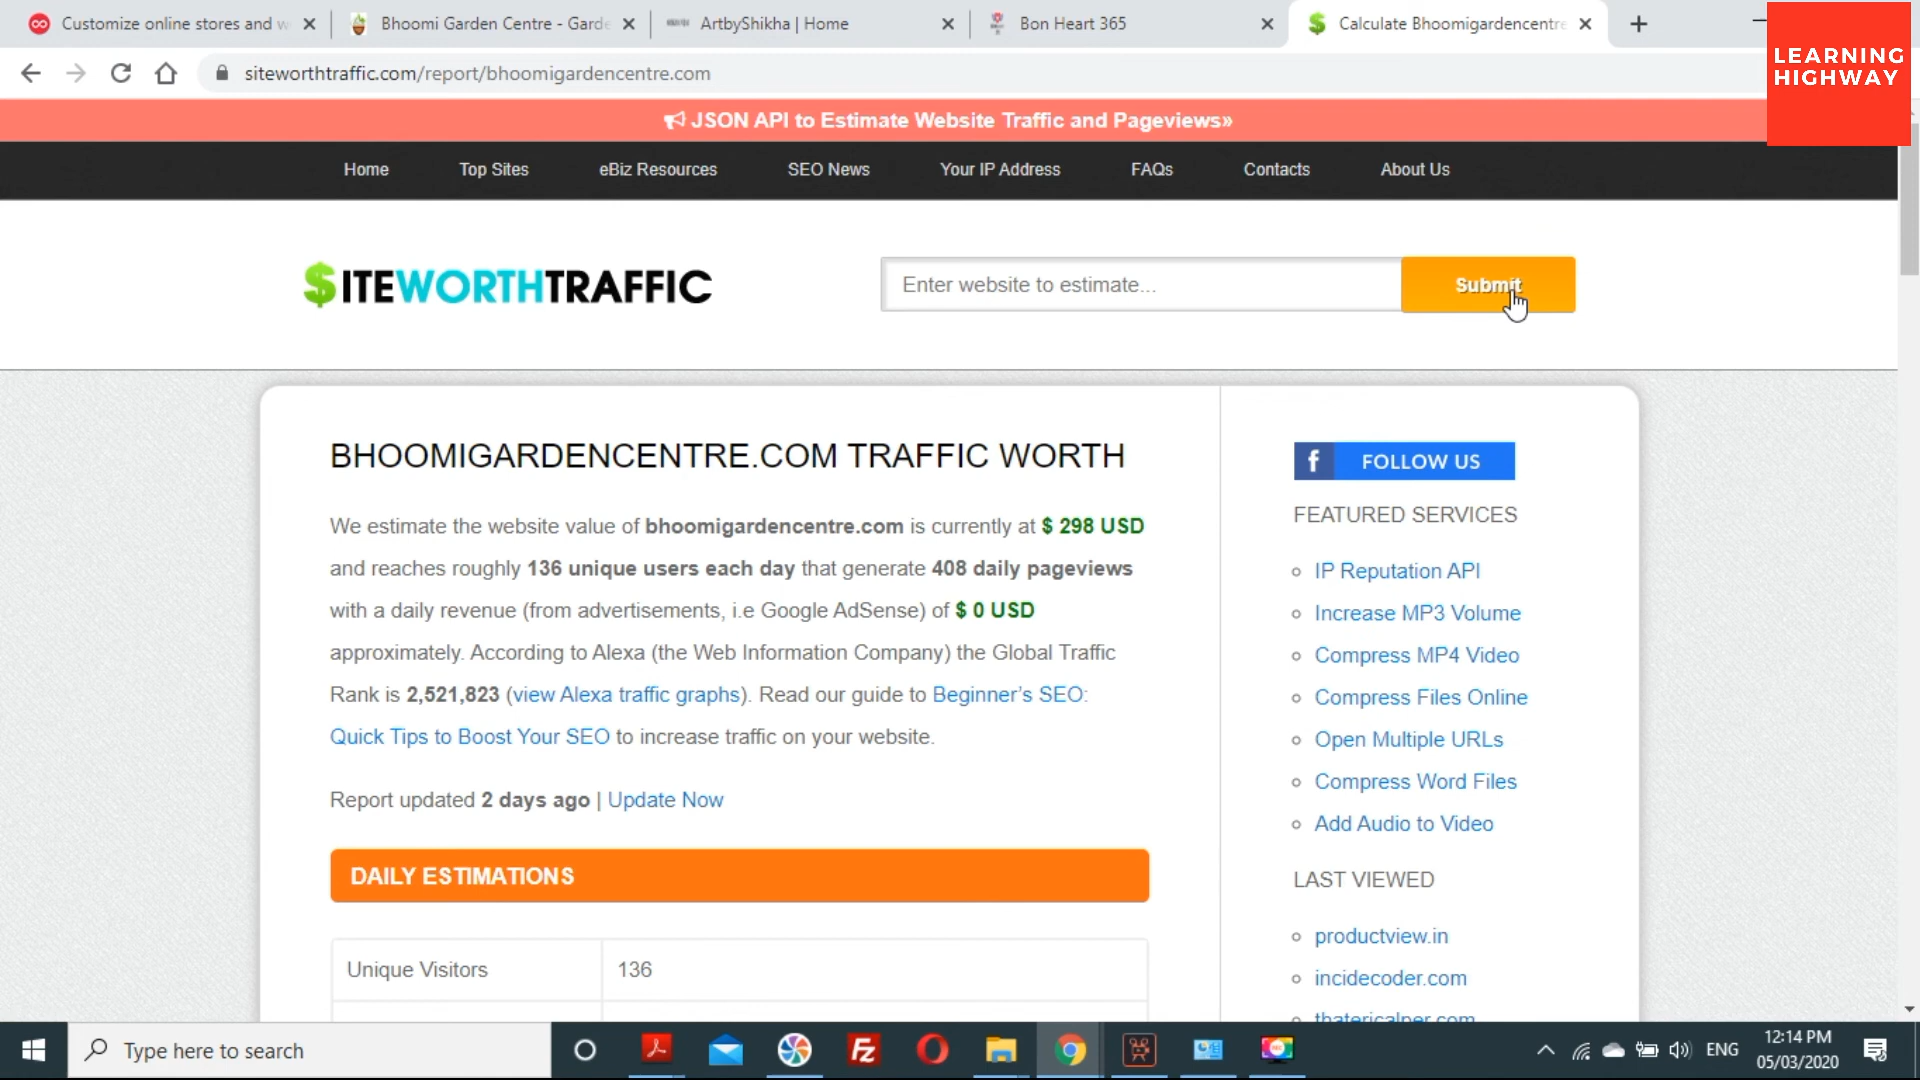 Customize online stores and w
Bhoomi Garden Centre - Garde
ArtbyShikha | Home
Bon Heart 365
Calculate Bhoomigardencentre
LEARNING
HIGHWAY
siteworthtraffic.com/report/bhoomigardencentre.com
JSON API to Estimate Website Traffic and Pageviews»
Home
Top Sites
eBiz Resources
SEO News
Your IP Address
FAQs
Contacts
About Us
$ITEWORTHTRAFFIC
Enter website to estimate...
Submit
BHOOMIGARDENCENTRE.COM TRAFFIC WORTH
We estimate the website value of bhoomigardencentre.com is currently at $ 298 USD
and reaches roughly 136 unique users each day that generate 408 daily pageviews
with a daily revenue (from advertisements, i.e Google AdSense) of $ 0 USD
approximately. According to Alexa (the Web Information Company) the Global Traffic
Rank is 2,521,823 (view Alexa traffic graphs). Read our guide to Beginner's SEO:
Quick Tips to Boost Your SEO to increase traffic on your website.
Report updated 2 days ago | Update Now
DAILY ESTIMATIONS
Unique Visitors
136
f FOLLOW US
FEATURED SERVICES
IP Reputation API
Increase MP3 Volume
Compress MP4 Video
Compress Files Online
Open Multiple URLs
Compress Word Files
Add Audio to Video
LAST VIEWED
productview.in
incidecoder.com
thatericalper.com
Type here to search
ENG
12:14 PM
05/03/2020